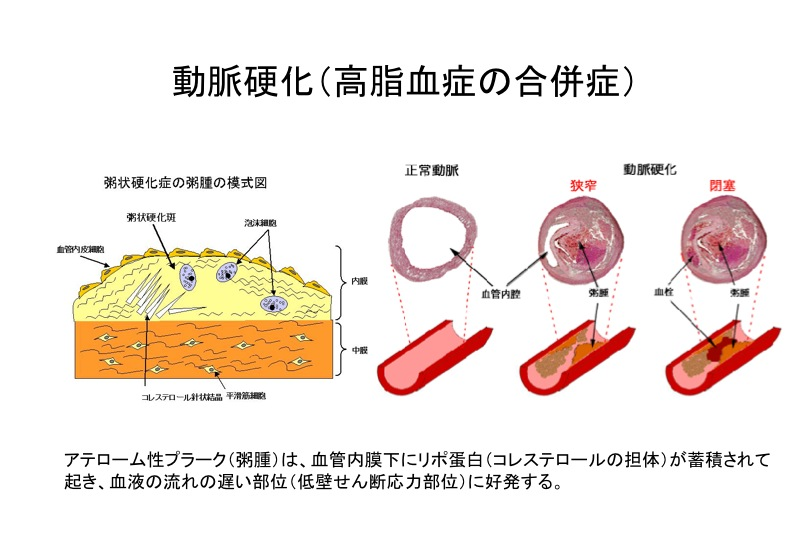 動脈硬化（高脂血症の合併症）
粥状硬化症の粥腫の模式図
粥状硬化斑
泡沫細胞
血管内皮細胞
内膜
中膜
コレステロール針状結晶
平滑筋細胞
正常動脈
動脈硬化
狭窄
閉塞
血管内腔
粥腫
血栓
粥腫
アテローム性プラーク（粥腫）は、血管内膜下にリポ蛋白（コレステロールの担体）が蓄積されて
起き、血液の流れの遅い部位（低壁せん断応力部位）に好発する。